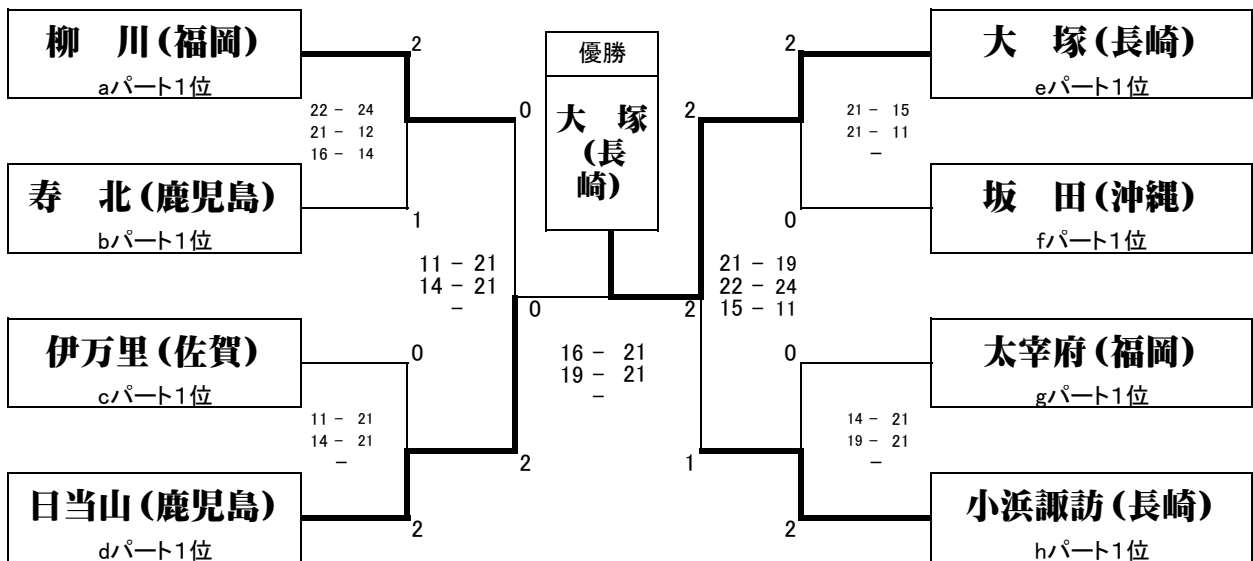 柳　川(福岡)
aパート1位
2
22 − 24
21 − 12
16 − 14
0
寿　北(鹿児島)
bパート1位
1
11 − 21
14 − 21
−
伊万里(佐賀)
cパート1位
0
11 − 21
14 − 21
−
2
日当山(鹿児島)
dパート1位
2
優勝
大　塚
(長
崎)
0
2
16 − 21
19 − 21
−
2
大　塚(長崎)
eパート1位
2
21 − 15
21 − 11
−
坂　田(沖縄)
fパート1位
0
21 − 19
22 − 24
15 − 11
太宰府(福岡)
gパート1位
0
14 − 21
19 − 21
−
1
小浜諏訪(長崎)
hパート1位
2